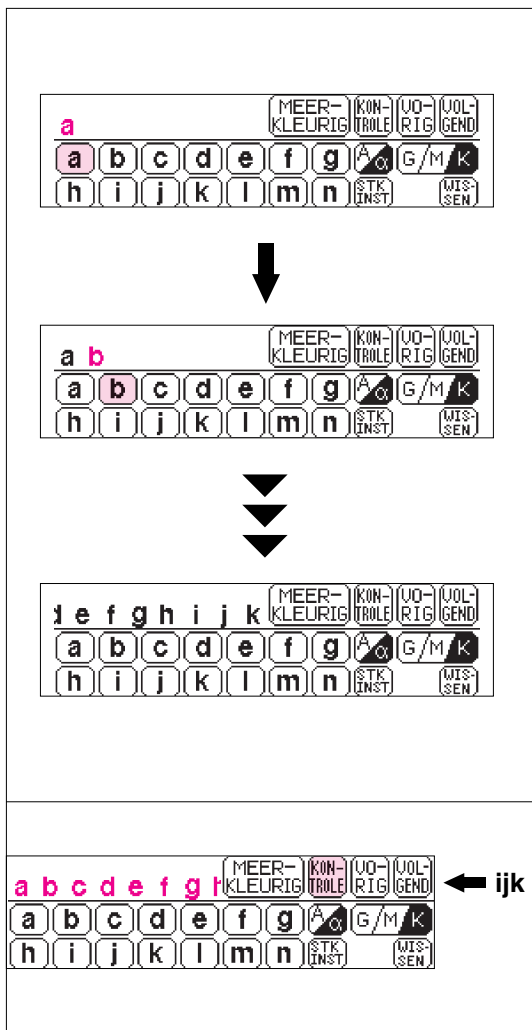 MEER- KON- VO- VOL-
a KLEURIG TROLE RIG GEND
a b c d e f g A/α G/M/K
h i j k l m n STK INST WIS- SEN
MEER- KON- VO- VOL-
a b KLEURIG TROLE RIG GEND
a b c d e f g A/α G/M/K
h i j k l m n STK INST WIS- SEN
MEER- KON- VO- VOL-
d e f g h i j k KLEURIG TROLE RIG GEND
a b c d e f g A/α G/M/K
h i j k l m n STK INST WIS- SEN
MEER- KON- VO- VOL-
a b c d e f g h KLEURIG TROLE RIG GEND ijk
a b c d e f g A/α G/M/K
h i j k l m n STK INST WIS- SEN